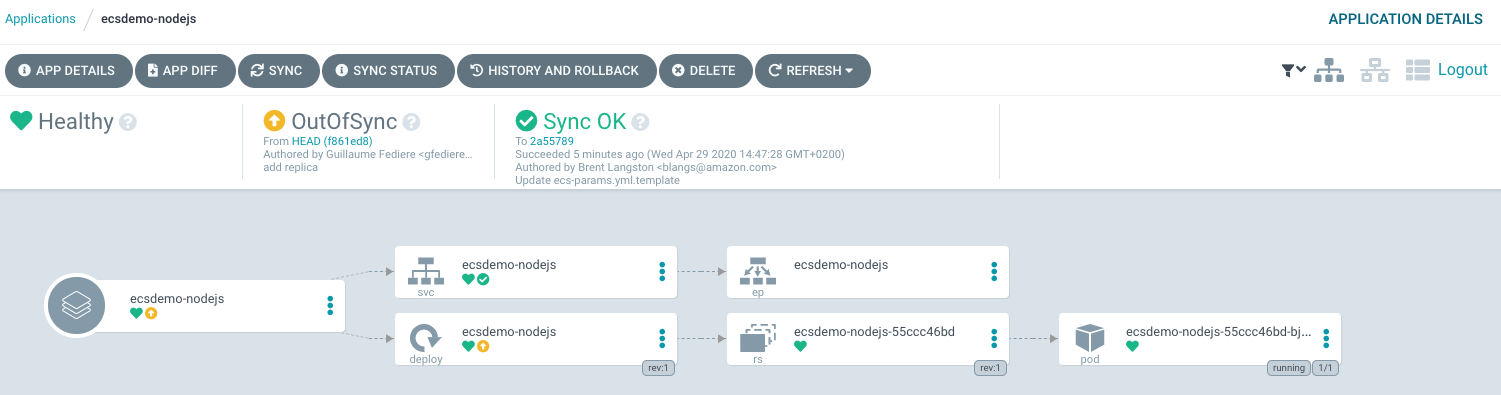 Applications / ecsdemo-nodejs
APPLICATION DETAILS
APP DETAILS
APP DIFF
SYNC
SYNC STATUS
HISTORY AND ROLLBACK
DELETE
REFRESH
Logout
Healthy ?
OutOfSync ?
From HEAD (f861ed8)
Authored by Guillaume Fediere <gfediere...
add replica
Sync OK ?
To 2a55789
Succeeded 5 minutes ago (Wed Apr 29 2020 14:47:28 GMT+0200)
Authored by Brent Langston <blangs@amazon.com>
Update ecs-params.yml.template
ecsdemo-nodejs
ecsdemo-nodejs
svc
ecsdemo-nodejs
ep
ecsdemo-nodejs
deploy
rev:1
ecsdemo-nodejs-55ccc46bd
rs
rev:1
ecsdemo-nodejs-55ccc46bd-bj...
pod
running
1/1